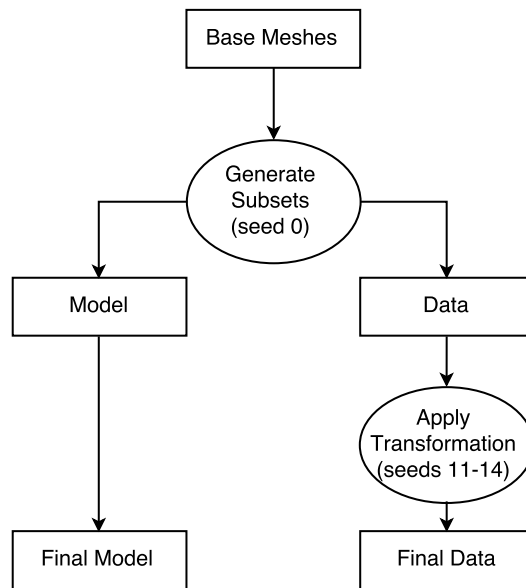 Base Meshes
Generate
Subsets
(seed 0)
Model
Data
Apply
Transformation
(seeds 11-14)
Final Model
Final Data